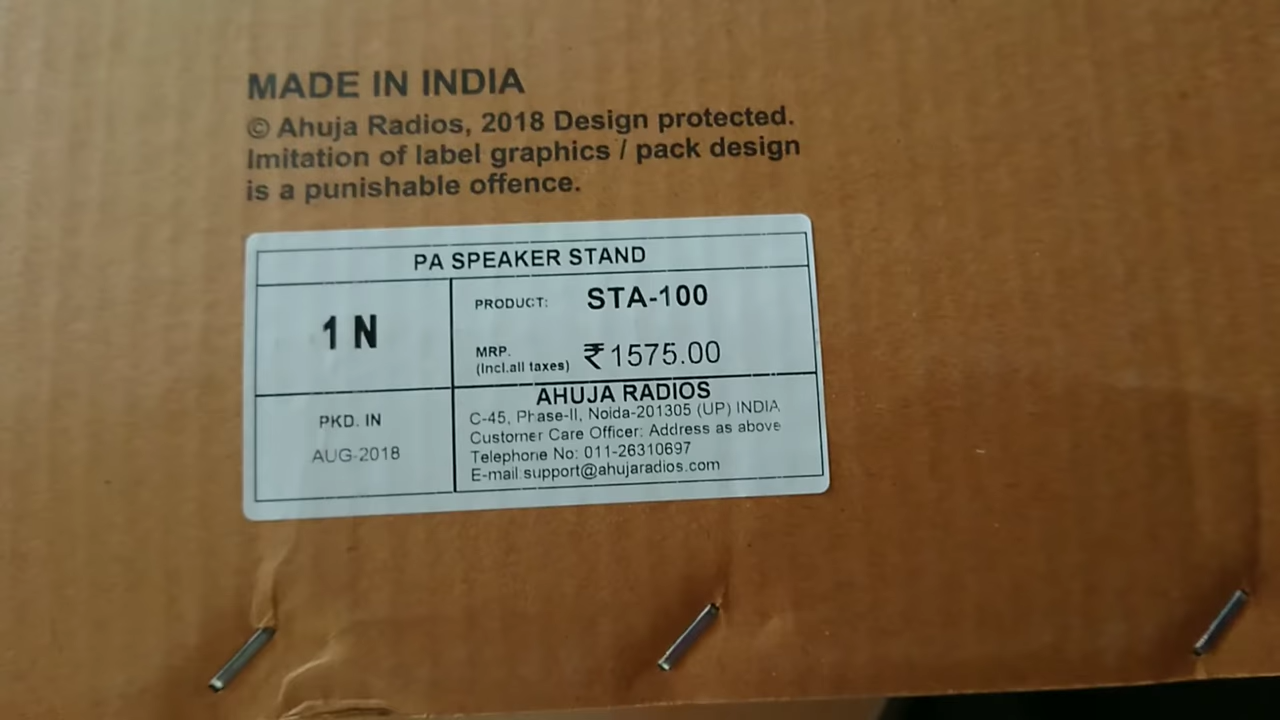 MADE IN INDIA
© Ahuja Radios, 2018 Design protected.
Imitation of label graphics / pack design
is a punishable offence.
PA SPEAKER STAND
1 N
PRODUCT: STA-100
MRP. ₹1575.00
(Incl.all taxes)
PKD. IN
AUG-2018
AHUJA RADIOS
C-45, Phase-II, Noida-201305 (UP) INDIA
Customer Care Officer: Address as above
Telephone No: 011-26310697
E-mail support@ahujaradios.com